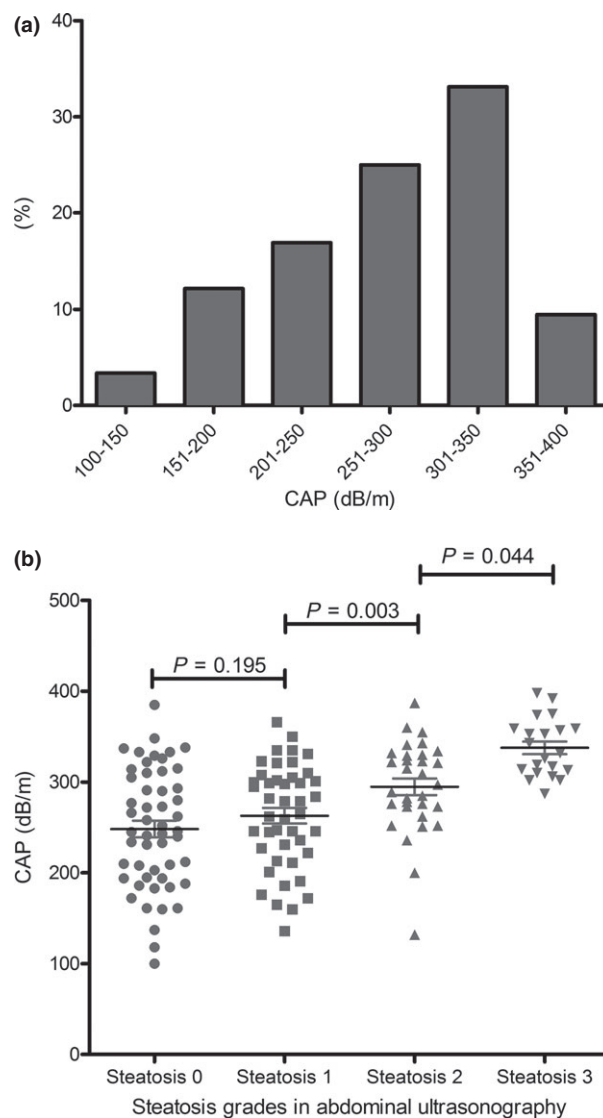 (a)
40
30
20
10
0
(%)
100-150
151-200
201-250
251-300
301-350
351-400
CAP (dB/m)
(b)
P = 0.044
P = 0.003
P = 0.195
500
400
300
200
100
0
CAP (dB/m)
Steatosis 0
Steatosis 1
Steatosis 2
Steatosis 3
Steatosis grades in abdominal ultrasonography